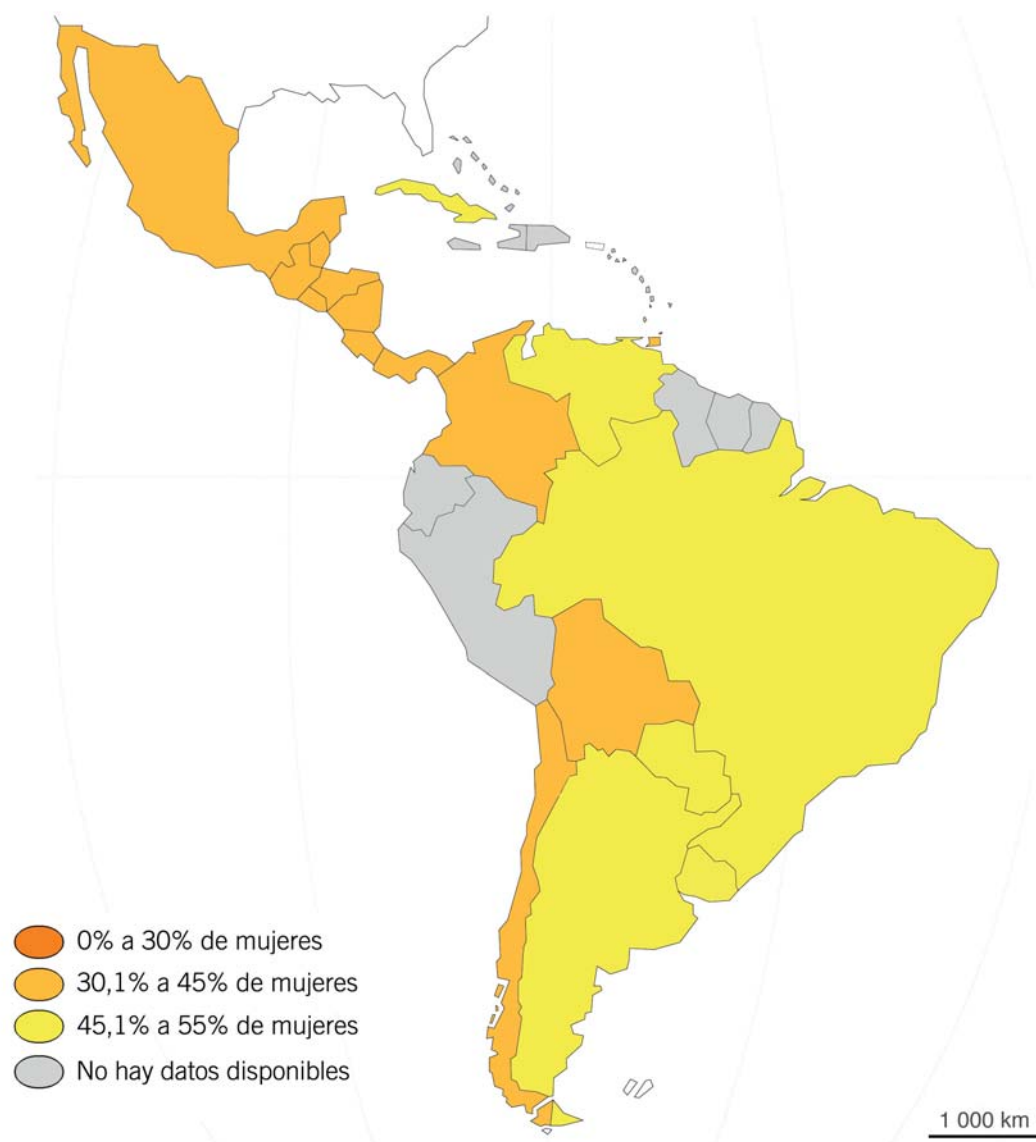 0% a 30% de mujeres
30,1% a 45% de mujeres
45,1% a 55% de mujeres
No hay datos disponibles
1 000 km